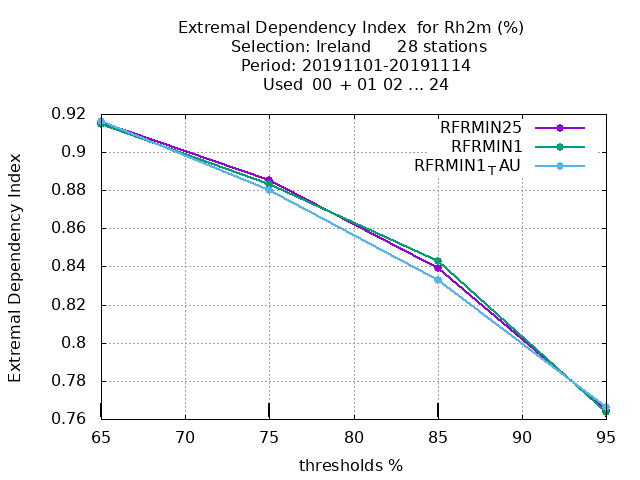 Extremal Dependency Index  for Rh2m (%)
Selection: Ireland     28 stations
Period: 20191101-20191114
Used  00  + 01 02 ... 24
Extremal Dependency Index
0.92
0.9
0.88
0.86
0.84
0.82
0.8
0.78
0.76
RFRMIN25
RFRMIN1
RFRMIN1TAU
65 70 75 80 85 90 95
thresholds %